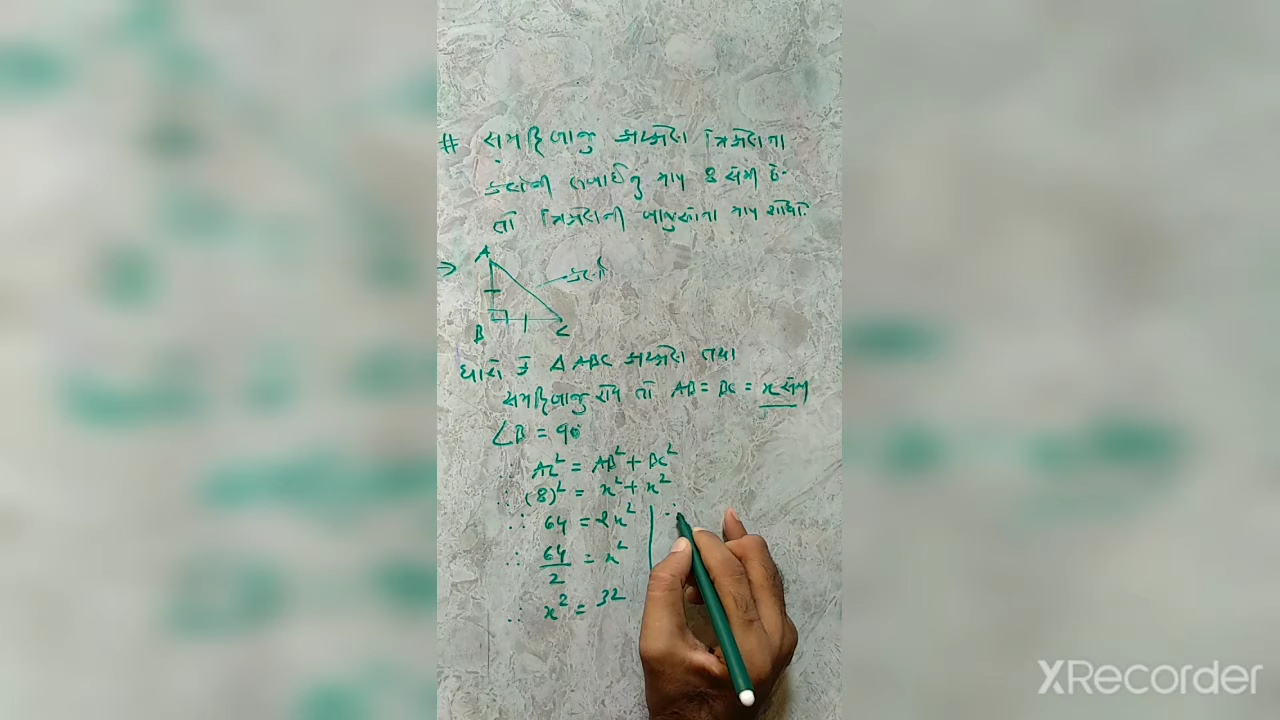 # સમદ્વિબાજુ કાટકોણ ત્રિકોણના
કર્ણની લંબાઈનું માપ 8 સેમી છે.
તો ત્રિકોણની બાજુઓના માપ શોધો.
⇒ A
કર્ણ
B C
ધારો કે △ ABC કાટકોણ તથા
સમદ્વિબાજુ હોય તો AB = BC = x સેમી
∠B = 90
AC² = AB² + BC²
∴ (8)² = x² + x²
∴ 64 = 2x²
∴ 64/2 = x²
∴ x² = 32
∴
XRecorder